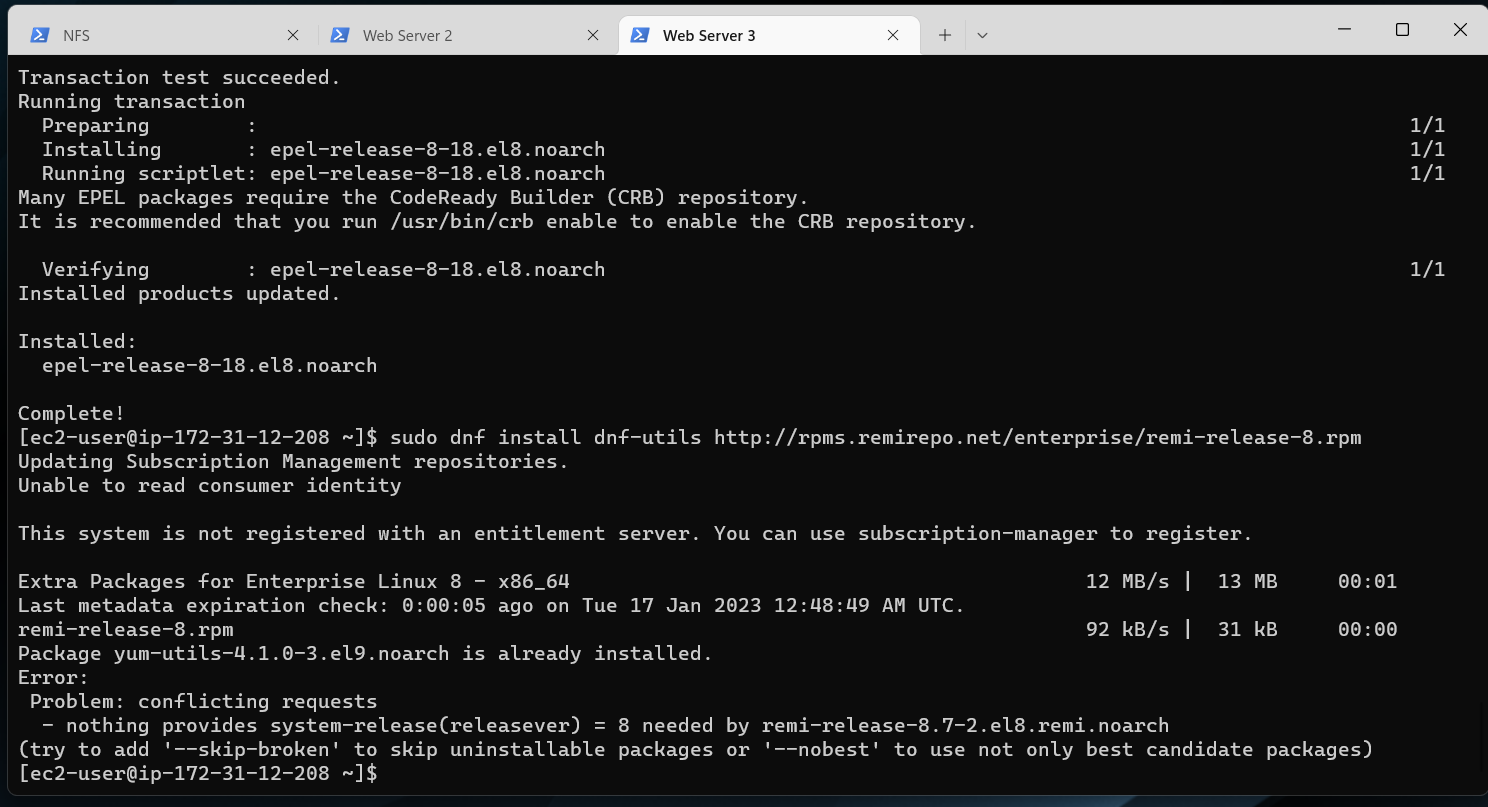 NFS
Web Server 2
Web Server 3
Transaction test succeeded.
Running transaction
  Preparing        :                                                                                                1/1
  Installing       : epel-release-8-18.el8.noarch                                                                   1/1
  Running scriptlet: epel-release-8-18.el8.noarch                                                                   1/1
Many EPEL packages require the CodeReady Builder (CRB) repository.
It is recommended that you run /usr/bin/crb enable to enable the CRB repository.
  Verifying        : epel-release-8-18.el8.noarch                                                                   1/1
Installed products updated.
Installed:
  epel-release-8-18.el8.noarch
Complete!
[ec2-user@ip-172-31-12-208 ~]$ sudo dnf install dnf-utils http://rpms.remirepo.net/enterprise/remi-release-8.rpm
Updating Subscription Management repositories.
Unable to read consumer identity
This system is not registered with an entitlement server. You can use subscription-manager to register.
Extra Packages for Enterprise Linux 8 - x86_64                                           12 MB/s |  13 MB     00:01
Last metadata expiration check: 0:00:05 ago on Tue 17 Jan 2023 12:48:49 AM UTC.
remi-release-8.rpm                                                                       92 kB/s |  31 kB     00:00
Package yum-utils-4.1.0-3.el9.noarch is already installed.
Error:
 Problem: conflicting requests
  - nothing provides system-release(releasever) = 8 needed by remi-release-8.7-2.el8.remi.noarch
(try to add '--skip-broken' to skip uninstallable packages or '--nobest' to use not only best candidate packages)
[ec2-user@ip-172-31-12-208 ~]$